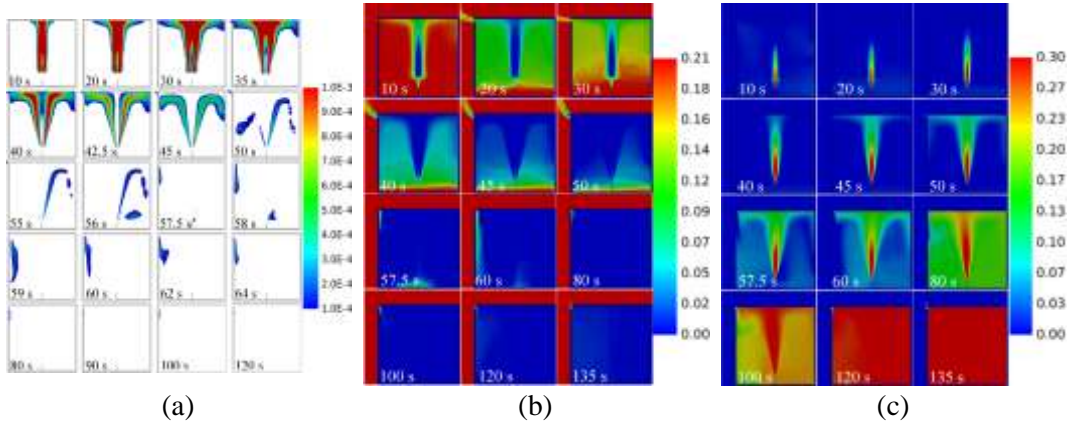 10 s 20 s 30 s 35 s
40 s 42.5 s 45 s 50 s
55 s 56 s 57.5 s 58 s
59 s 60 s 62 s 64 s
80 s 90 s 100 s 120 s
1.0E-3
9.0E-4
8.0E-4
7.0E-4
6.0E-4
5.0E-4
4.0E-4
3.0E-4
2.0E-4
1.0E-4
(a)
10 s 20 s 30 s
40 s 45 s 50 s
57.5 s 60 s 80 s
100 s 120 s 135 s
0.21
0.18
0.16
0.14
0.12
0.09
0.07
0.05
0.02
0.00
(b)
10 s 20 s 30 s
40 s 45 s 50 s
57.5 s 60 s 80 s
100 s 120 s 135 s
0.30
0.27
0.23
0.20
0.17
0.13
0.10
0.07
0.03
0.00
(c)